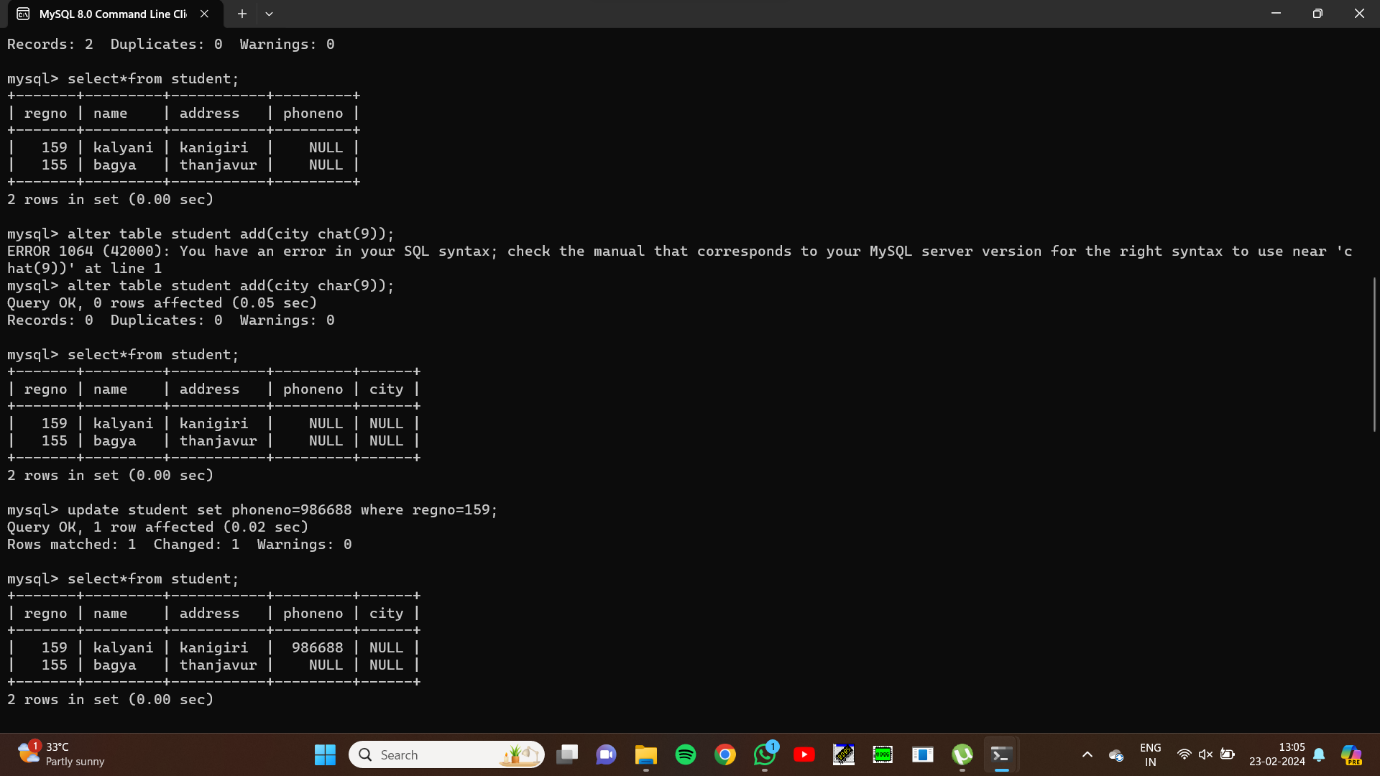 MySQL 8.0 Command Line Cli
Records: 2  Duplicates: 0  Warnings: 0
mysql> select*from student;
+-------+---------+-----------+---------+
| regno | name    | address   | phoneno |
+-------+---------+-----------+---------+
|   159 | kalyani | kanigiri  |    NULL |
|   155 | bagya   | thanjavur |    NULL |
+-------+---------+-----------+---------+
2 rows in set (0.00 sec)
mysql> alter table student add(city chat(9));
ERROR 1064 (42000): You have an error in your SQL syntax; check the manual that corresponds to your MySQL server version for the right syntax to use near 'c
hat(9))' at line 1
mysql> alter table student add(city char(9));
Query OK, 0 rows affected (0.05 sec)
Records: 0  Duplicates: 0  Warnings: 0
mysql> select*from student;
+-------+---------+-----------+---------+------+
| regno | name    | address   | phoneno | city |
+-------+---------+-----------+---------+------+
|   159 | kalyani | kanigiri  |    NULL | NULL |
|   155 | bagya   | thanjavur |    NULL | NULL |
+-------+---------+-----------+---------+------+
2 rows in set (0.00 sec)
mysql> update student set phoneno=986688 where regno=159;
Query OK, 1 row affected (0.02 sec)
Rows matched: 1  Changed: 1  Warnings: 0
mysql> select*from student;
+-------+---------+-----------+---------+------+
| regno | name    | address   | phoneno | city |
+-------+---------+-----------+---------+------+
|   159 | kalyani | kanigiri  |  986688 | NULL |
|   155 | bagya   | thanjavur |    NULL | NULL |
+-------+---------+-----------+---------+------+
2 rows in set (0.00 sec)
1
33°C
Partly sunny
Search
1
ENG
IN
13:05
23-02-2024
PRE